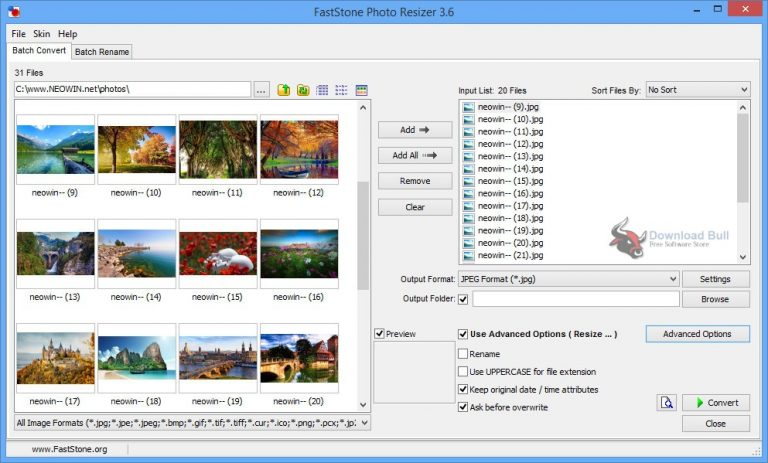 FastStone Photo Resizer 3.6
File Skin Help
Batch Convert Batch Rename
31 Files
C:\www.NEOWIN.net\photos\ ...
Input List: 20 Files Sort Files By: No Sort
neowin-- (9)
neowin-- (10)
neowin-- (11)
neowin-- (12)
neowin-- (13)
neowin-- (14)
neowin-- (15)
neowin-- (16)
neowin-- (17)
neowin-- (18)
neowin-- (19)
neowin-- (20)
All Image Formats (*.jpg;*.jpe;*.jpeg;*.bmp;*.gif;*.tif;*.tiff;*.cur;*.ico;*.png;*.pcx;*.jp2
Add
Add All
Remove
Clear
neowin-- (9).jpg
neowin-- (10).jpg
neowin-- (11).jpg
neowin-- (12).jpg
neowin-- (13).jpg
neowin-- (14).jpg
neowin-- (15).jpg
neowin-- (16).jpg
neowin-- (17).jpg
neowin-- (18).jpg
neowin-- (19).jpg
neowin-- (20).jpg
neowin-- (21).jpg
Download Bull
Free Software Store
Output Format: JPEG Format (*.jpg) Settings
Output Folder: Browse
Preview
Use Advanced Options ( Resize ... ) Advanced Options
Rename
Use UPPERCASE for file extension
Keep original date / time attributes
Ask before overwrite
Convert
Close
www.FastStone.org